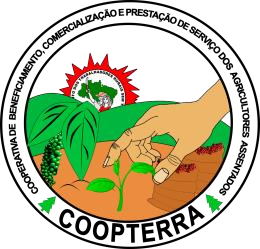 COOPERATIVA DE BENEFICIAMENTO, COMERCIALIZAÇÃO E PRESTAÇÃO DE SERVIÇO DOS AGRICULTORES ASSENTADOS
COOPTERRA